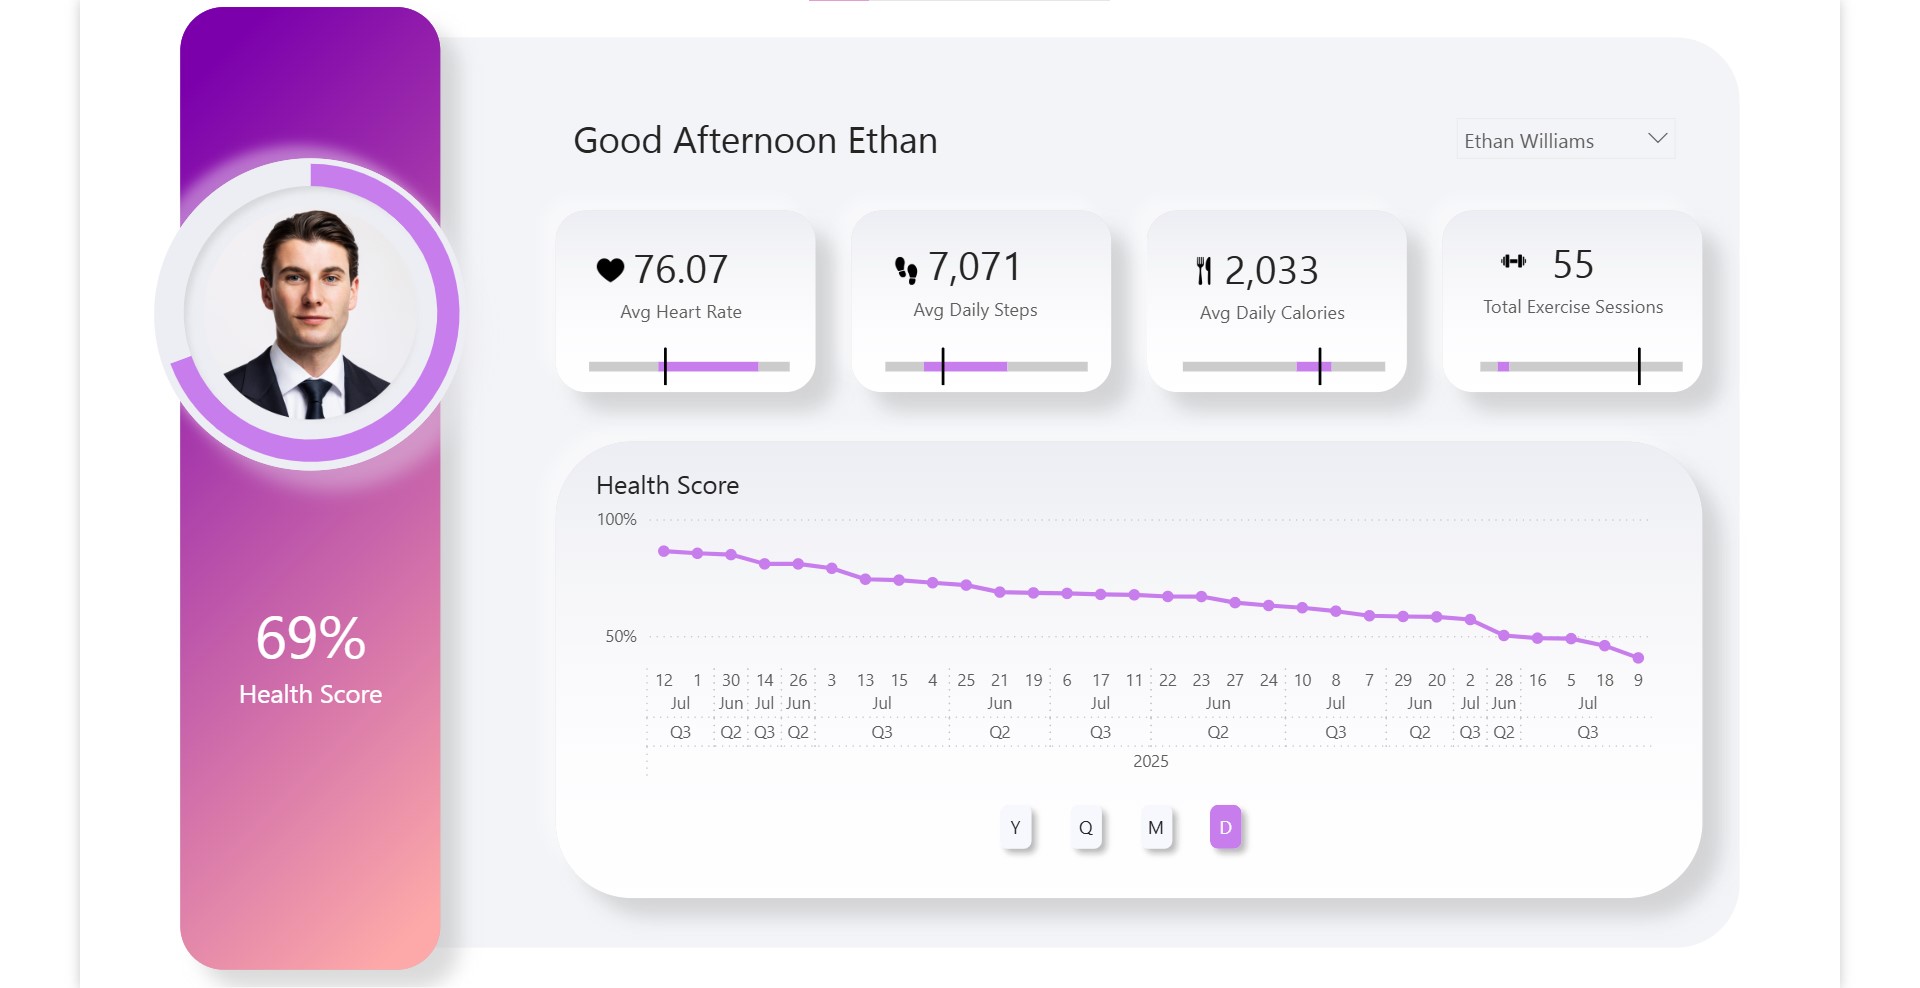 Good Afternoon Ethan
Ethan Williams
76.07
Avg Heart Rate
7,071
Avg Daily Steps
2,033
Avg Daily Calories
55
Total Exercise Sessions
69%
Health Score
Health Score
100%
50%
12 1 30 14 26 3 13 15 4 25 21 19 6 17 11 22 23 27 24 10 8 7 29 20 2 28 16 5 18 9
Jul Jun Jul Jun Jul Jun Jul Jun Jul Jun Jul Jun Jul
Q3 Q2 Q3 Q2 Q3 Q2 Q3 Q2 Q3 Q2 Q3 Q2 Q3
2025
Y Q M D